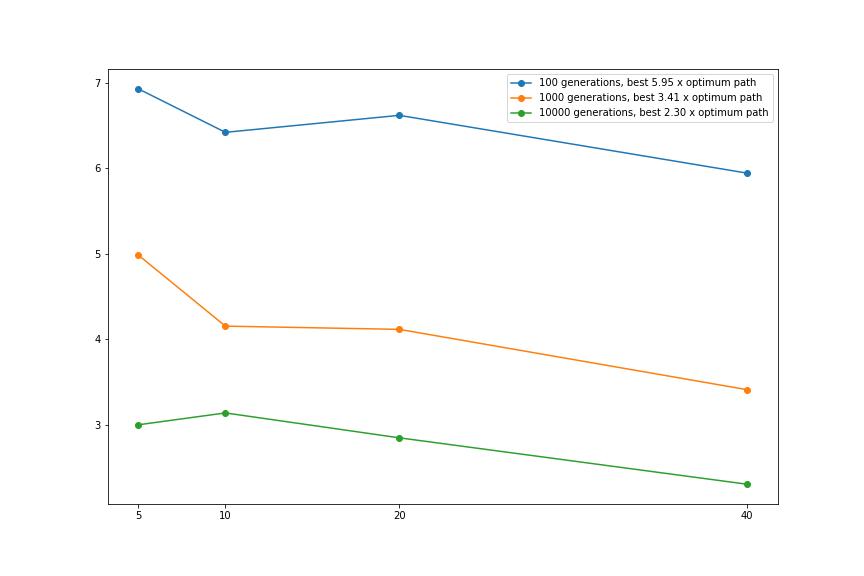 100 generations, best 5.95 x optimum path
1000 generations, best 3.41 x optimum path
10000 generations, best 2.30 x optimum path
7
6
5
4
3
5 10 20 40